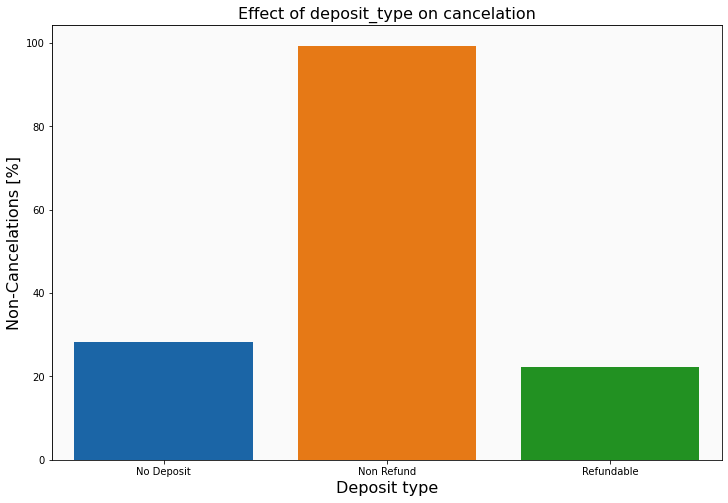 Effect of deposit_type on cancelation
Non-Cancelations [%]
100
80
60
40
20
0
No Deposit Non Refund Refundable
Deposit type